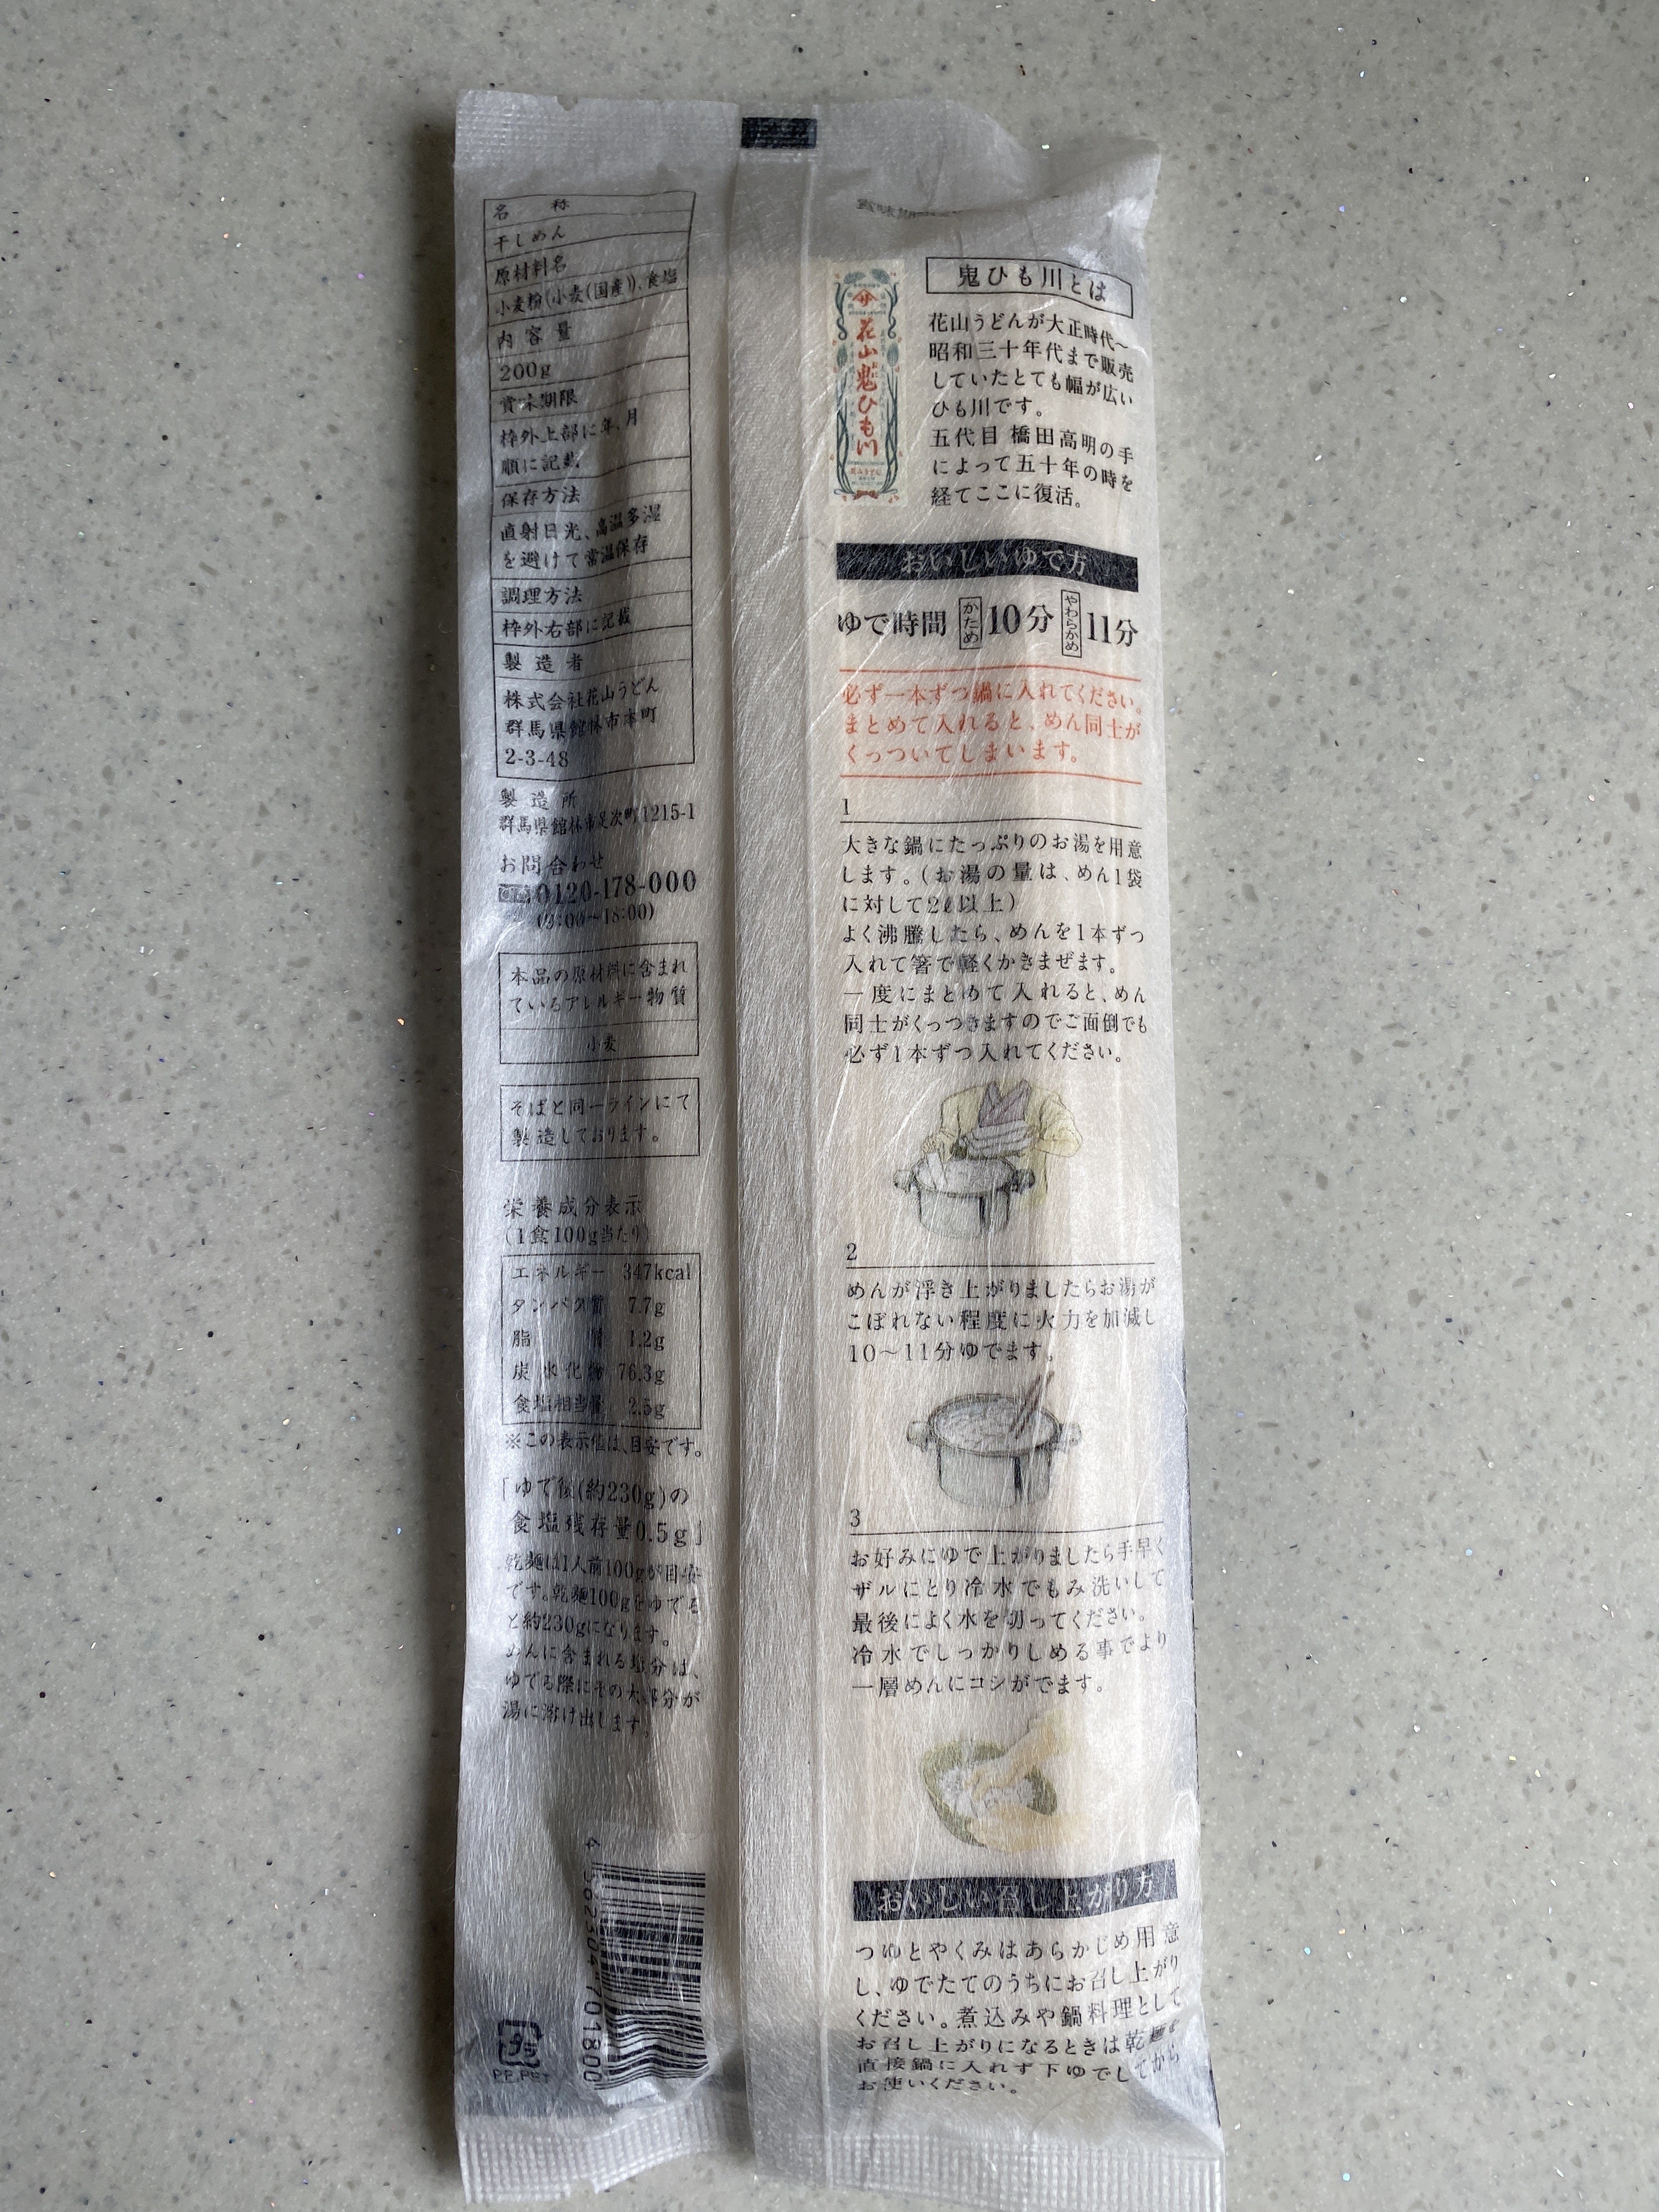 名称
干しめん
原材料名
小麦粉(小麦(国産))、食塩
内容量
200g
賞味期限
枠外上部に年、月
順に記載
保存方法
直射日光、高温多湿
を避けて常温保存
調理方法
枠外右部に記載
製造者
株式会社花山うどん
群馬県館林市本町
2-3-48
製造所
群馬県館林市足次町1215-1
お問合わせ
0120-178-000
(9:00~18:00)
本品の原材料に含まれ
ているアレルギー物質
小麦
そばと同一ラインにて
製造しております。
栄養成分表示
(1食100g当たり)
エネルギー 347kcal
タンパク質 7.7g
脂質 1.2g
炭水化物 76.3g
食塩相当量 2.5g
※この表示値は、目安です。
「ゆで後(約230g)の
食塩残存量0.5g」
乾麺は1人前100gが目安
です。乾麺100gをゆでる
と約230gになります。
めんに含まれる塩分は、
ゆでる際にその大部分が
湯に溶け出します。
4 562304 701800
プラ
PP,PET
賞味期限
サ
花山鬼ひも川
鬼ひも川とは
花山うどんが大正時代~
昭和三十年代まで販売
していたとても幅が広い
ひも川です。
五代目 橋田高明の手
によって五十年の時を
経てここに復活。
おいしいゆで方
ゆで時間 かため 10分 やわらかめ 11分
必ず一本ずつ鍋に入れてください。
まとめて入れると、めん同士が
くっついてしまいます。
1
大きな鍋にたっぷりのお湯を用意
します。(お湯の量は、めん1袋
に対して2ℓ以上)
よく沸騰したら、めんを1本ずつ
入れて箸で軽くかきまぜます。
一度にまとめて入れると、めん
同士がくっつきますのでご面倒でも
必ず1本ずつ入れてください。
2
めんが浮き上がりましたらお湯が
こぼれない程度に火力を加減し
10~11分ゆでます。
3
お好みにゆで上がりましたら手早く
ザルにとり冷水でもみ洗いして
最後によく水を切ってください。
冷水でしっかりしめる事でより
一層めんにコシがでます。
おいしい召し上がり方
つゆとやくみはあらかじめ用意
し、ゆでたてのうちにお召し上がり
ください。煮込みや鍋料理として
お召し上がりになるときは乾麺を
直接鍋に入れず下ゆでしてから
お使いください。